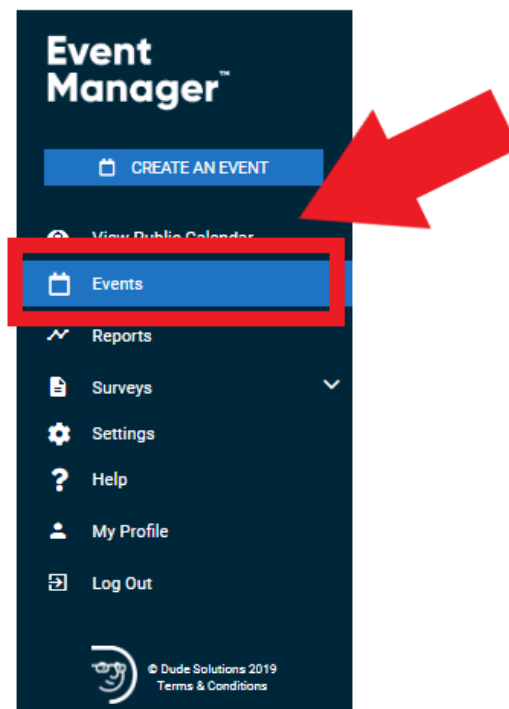 Event
Manager™
CREATE AN EVENT
View Public Calendar
Events
Reports
Surveys
Settings
Help
My Profile
Log Out
© Dude Solutions 2019
Terms & Conditions